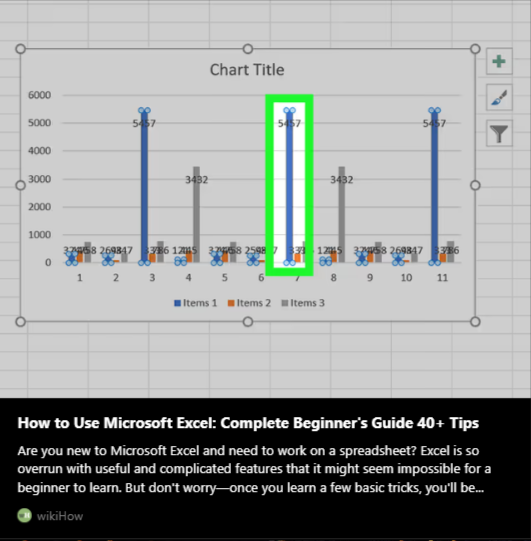 Chart Title
6000
5000
4000
3000
2000
1000
0
5457
5457
5457
3432
3432
1 2 3 4 5 6 7 8 9 10 11
Items 1 Items 2 Items 3
How to Use Microsoft Excel: Complete Beginner's Guide 40+ Tips
Are you new to Microsoft Excel and need to work on a spreadsheet? Excel is so
overrun with useful and complicated features that it might seem impossible for a
beginner to learn. But don't worry—once you learn a few basic tricks, you'll be...
wikiHow